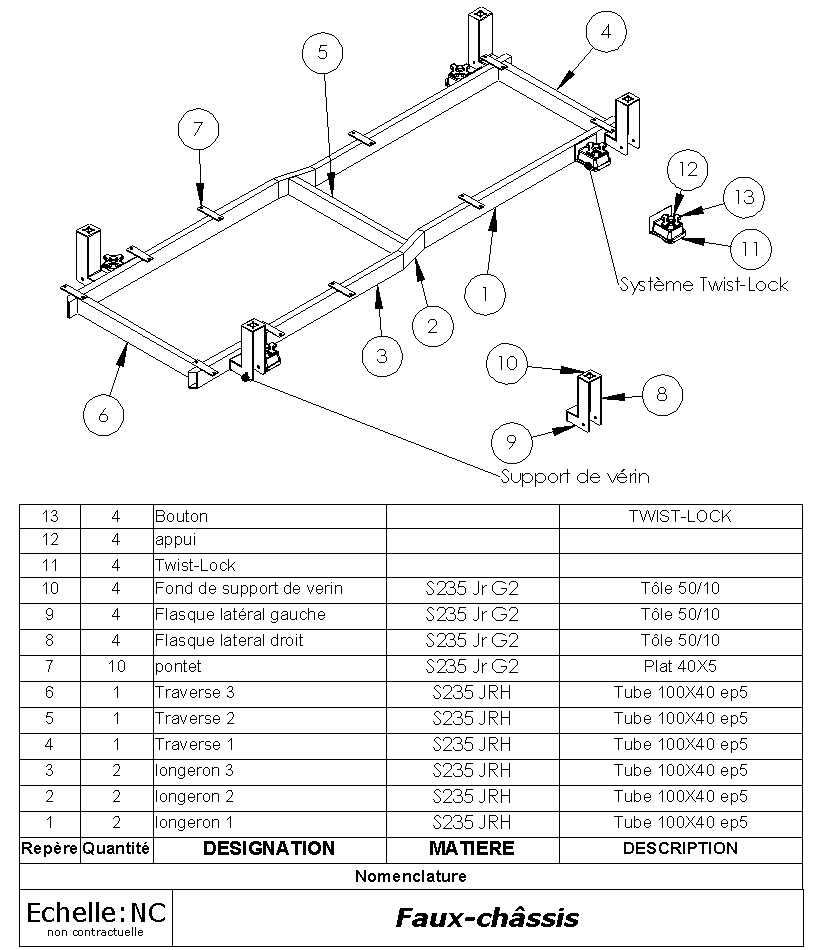 4
5
7
12
13
11
Système Twist-Lock
1
2
3
10
8
6
9
Support de vérin
13 4 Bouton TWIST-LOCK
12 4 appui
11 4 Twist-Lock
10 4 Fond de support de verin S235 Jr G2 Tôle 50/10
9 4 Flasque latéral gauche S235 Jr G2 Tôle 50/10
8 4 Flasque lateral droit S235 Jr G2 Tôle 50/10
7 10 pontet S235 Jr G2 Plat 40X5
6 1 Traverse 3 S235 JRH Tube 100X40 ep5
5 1 Traverse 2 S235 JRH Tube 100X40 ep5
4 1 Traverse 1 S235 JRH Tube 100X40 ep5
3 2 longeron 3 S235 JRH Tube 100X40 ep5
2 2 longeron 2 S235 JRH Tube 100X40 ep5
1 2 longeron 1 S235 JRH Tube 100X40 ep5
Repère Quantité DESIGNATION MATIERE DESCRIPTION
Nomenclature
Echelle:NC
non contractuelle
Faux-châssis